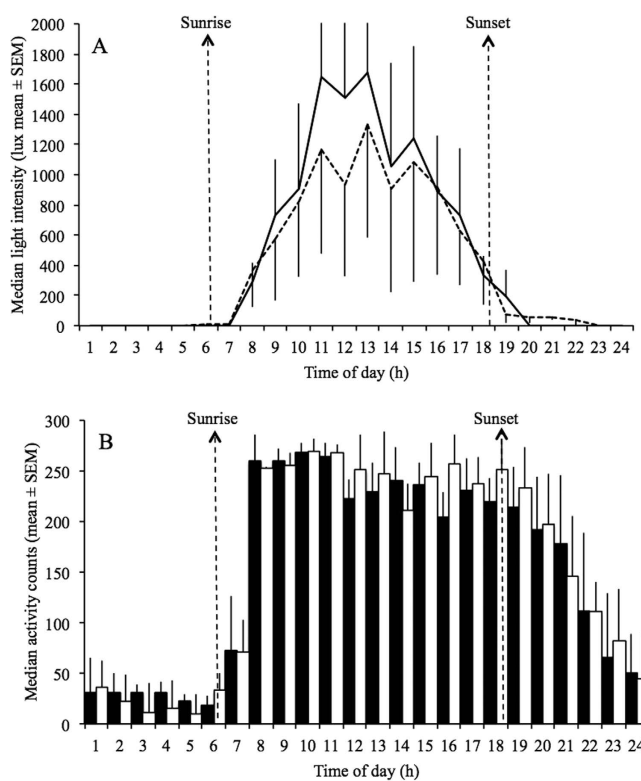 A
Sunrise
Sunset
Median light intensity (lux mean ± SEM)
2000
1800
1600
1400
1200
1000
800
600
400
200
0
1 2 3 4 5 6 7 8 9 10 11 12 13 14 15 16 17 18 19 20 21 22 23 24
Time of day (h)
B
Sunrise
Sunset
Median activity counts (mean ± SEM)
300
250
200
150
100
50
0
1 2 3 4 5 6 7 8 9 10 11 12 13 14 15 16 17 18 19 20 21 22 23 24
Time of day (h)